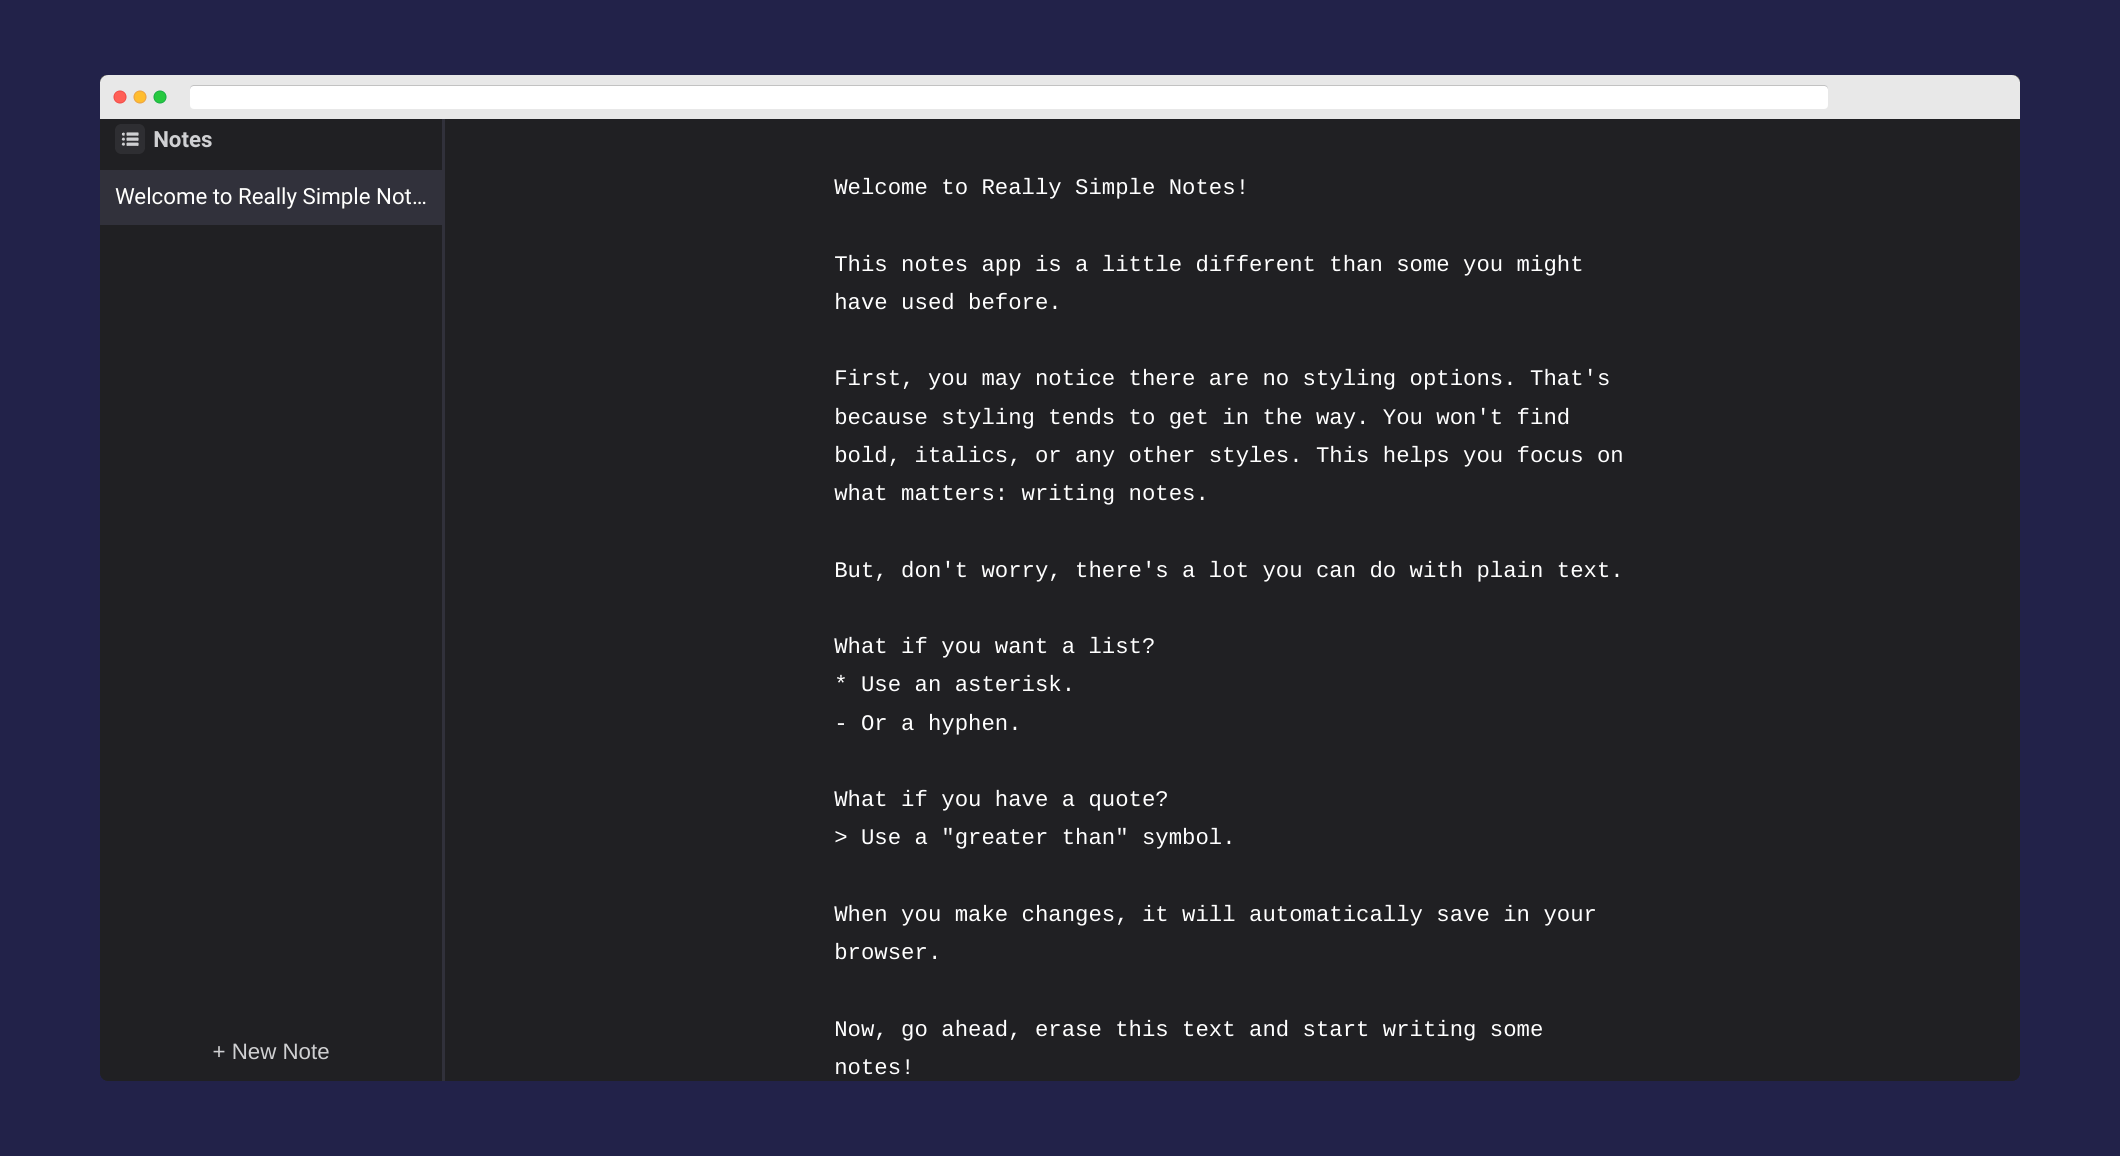 Notes
Welcome to Really Simple Not...
+ New Note
Welcome to Really Simple Notes!
This notes app is a little different than some you might
have used before.
First, you may notice there are no styling options. That's
because styling tends to get in the way. You won't find
bold, italics, or any other styles. This helps you focus on
what matters: writing notes.
But, don't worry, there's a lot you can do with plain text.
What if you want a list?
* Use an asterisk.
- Or a hyphen.
What if you have a quote?
> Use a "greater than" symbol.
When you make changes, it will automatically save in your
browser.
Now, go ahead, erase this text and start writing some
notes!